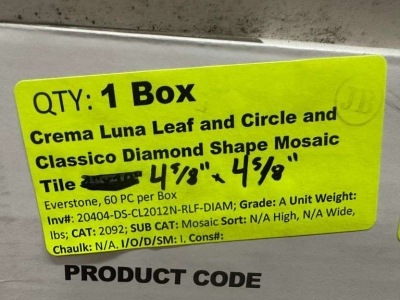 QTY: 1 Box
JB
Crema Luna Leaf and Circle and
Classico Diamond Shape Mosaic
Tile 4 5/8" x 4 5/8"
Everstone, 60 PC per Box
Inv#: 20404-DS-CL2012N-RLF-DIAM; Grade: A Unit Weight:
lbs; CAT: 2092; SUB CAT: Mosaic Sort: N/A High, N/A Wide,
Chaulk: N/A. I/O/D/SM: I. Cons#:
PRODUCT CODE